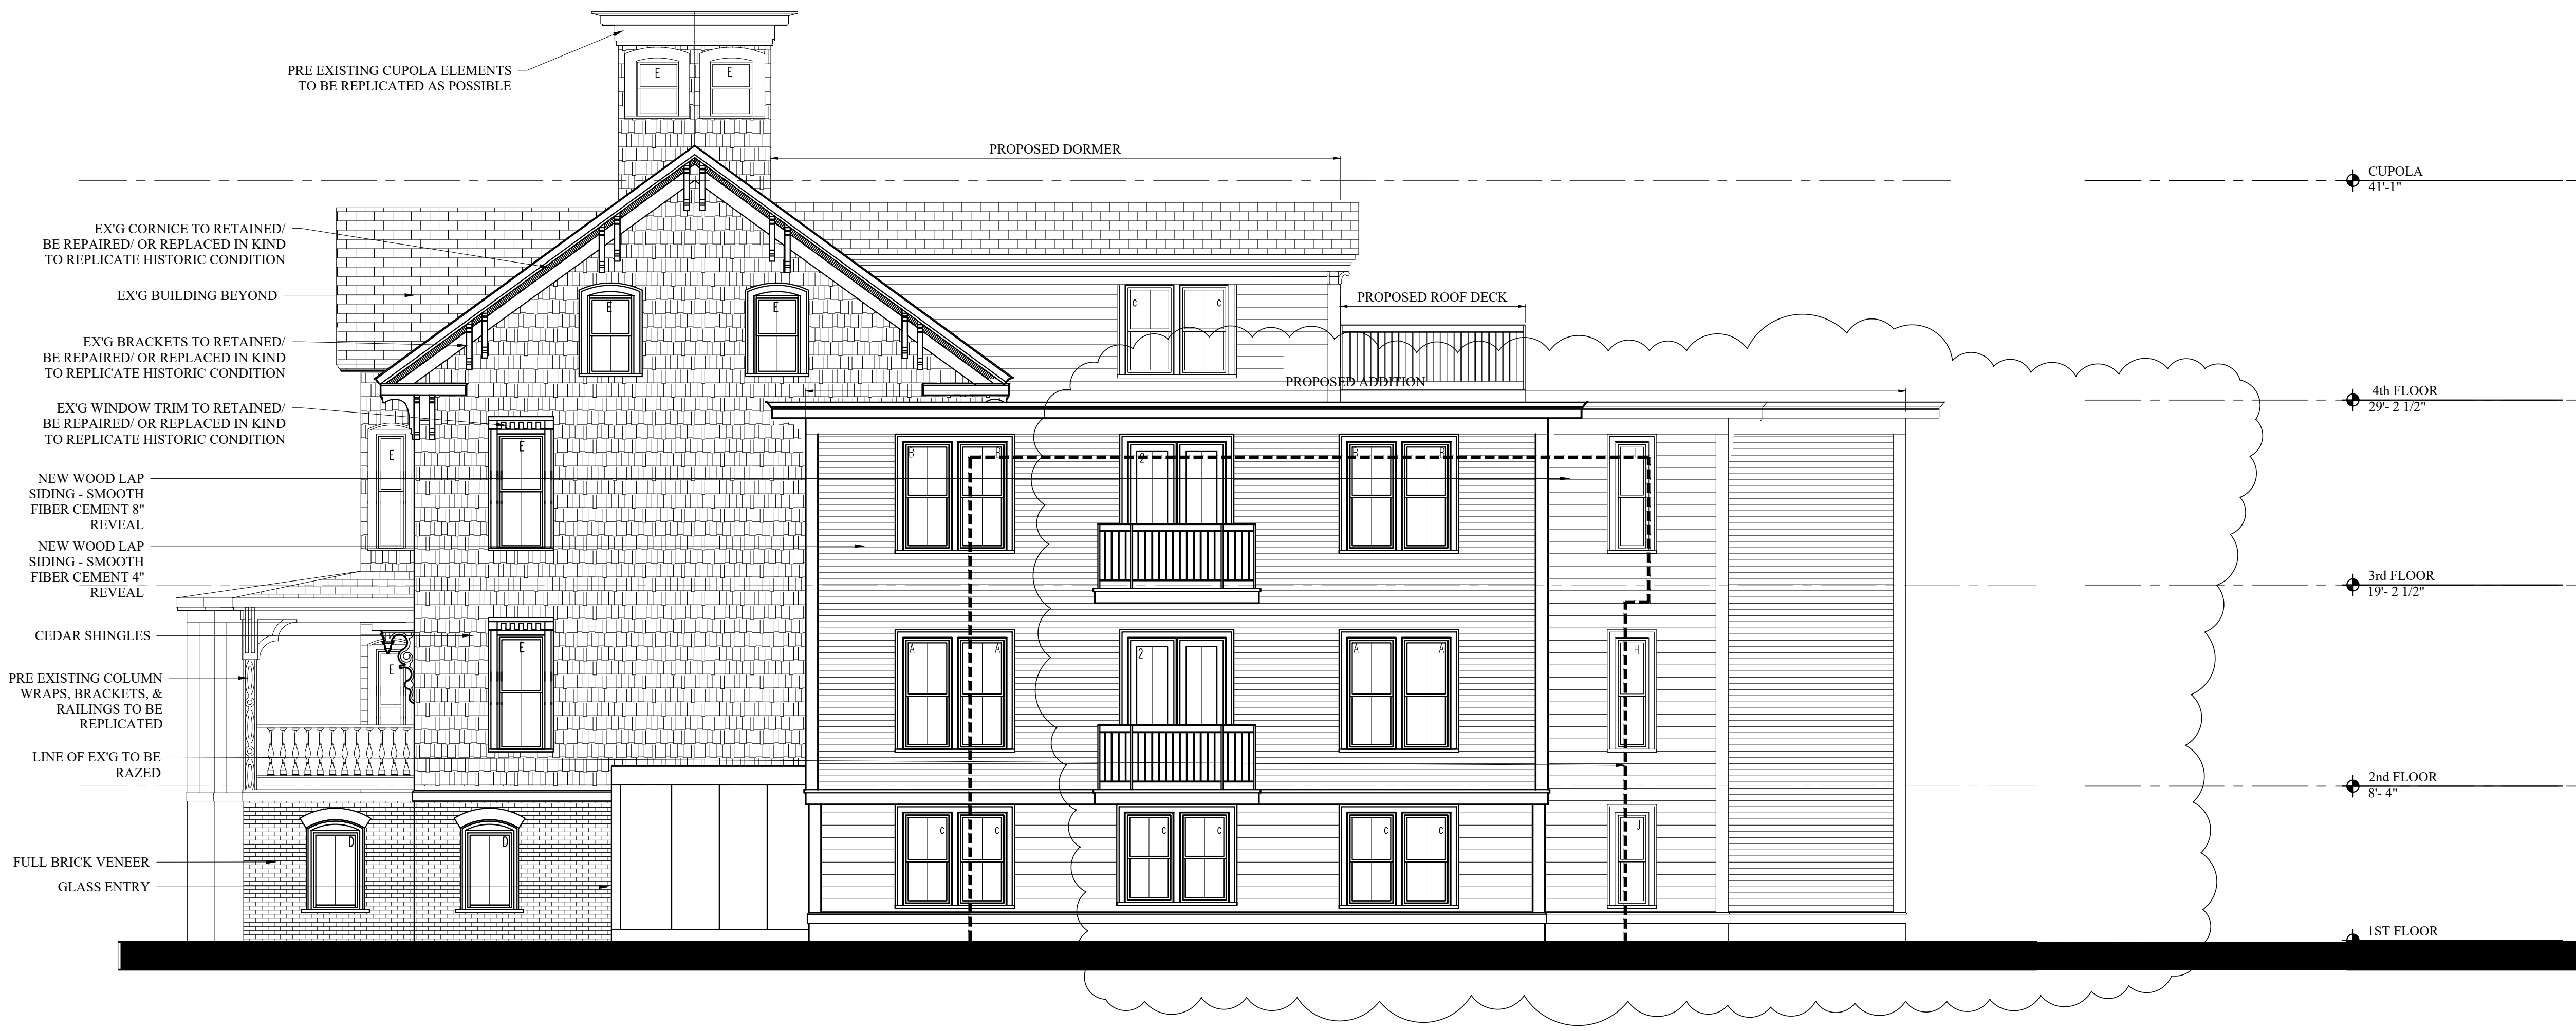 PRE EXISTING CUPOLA ELEMENTS
TO BE REPLICATED AS POSSIBLE
E
E
PROPOSED DORMER
CUPOLA
41'-1"
EX'G CORNICE TO RETAINED/
BE REPAIRED/ OR REPLACED IN KIND
TO REPLICATE HISTORIC CONDITION
EX'G BUILDING BEYOND
E
E
c
c
PROPOSED ROOF DECK
EX'G BRACKETS TO RETAINED/
BE REPAIRED/ OR REPLACED IN KIND
TO REPLICATE HISTORIC CONDITION
PROPOSED ADDITION
4th FLOOR
29'- 2 1/2"
EX'G WINDOW TRIM TO RETAINED/
BE REPAIRED/ OR REPLACED IN KIND
TO REPLICATE HISTORIC CONDITION
E
E
B
B
2
B
B
I
NEW WOOD LAP
SIDING - SMOOTH
FIBER CEMENT 8"
REVEAL
NEW WOOD LAP
SIDING - SMOOTH
FIBER CEMENT 4"
REVEAL
3rd FLOOR
19'- 2 1/2"
CEDAR SHINGLES
E
E
A
A
2
A
A
H
PRE EXISTING COLUMN
WRAPS, BRACKETS, &
RAILINGS TO BE
REPLICATED
LINE OF EX'G TO BE
RAZED
2nd FLOOR
8'- 4"
D
D
c
c
c
c
c
c
J
FULL BRICK VENEER
GLASS ENTRY
1ST FLOOR